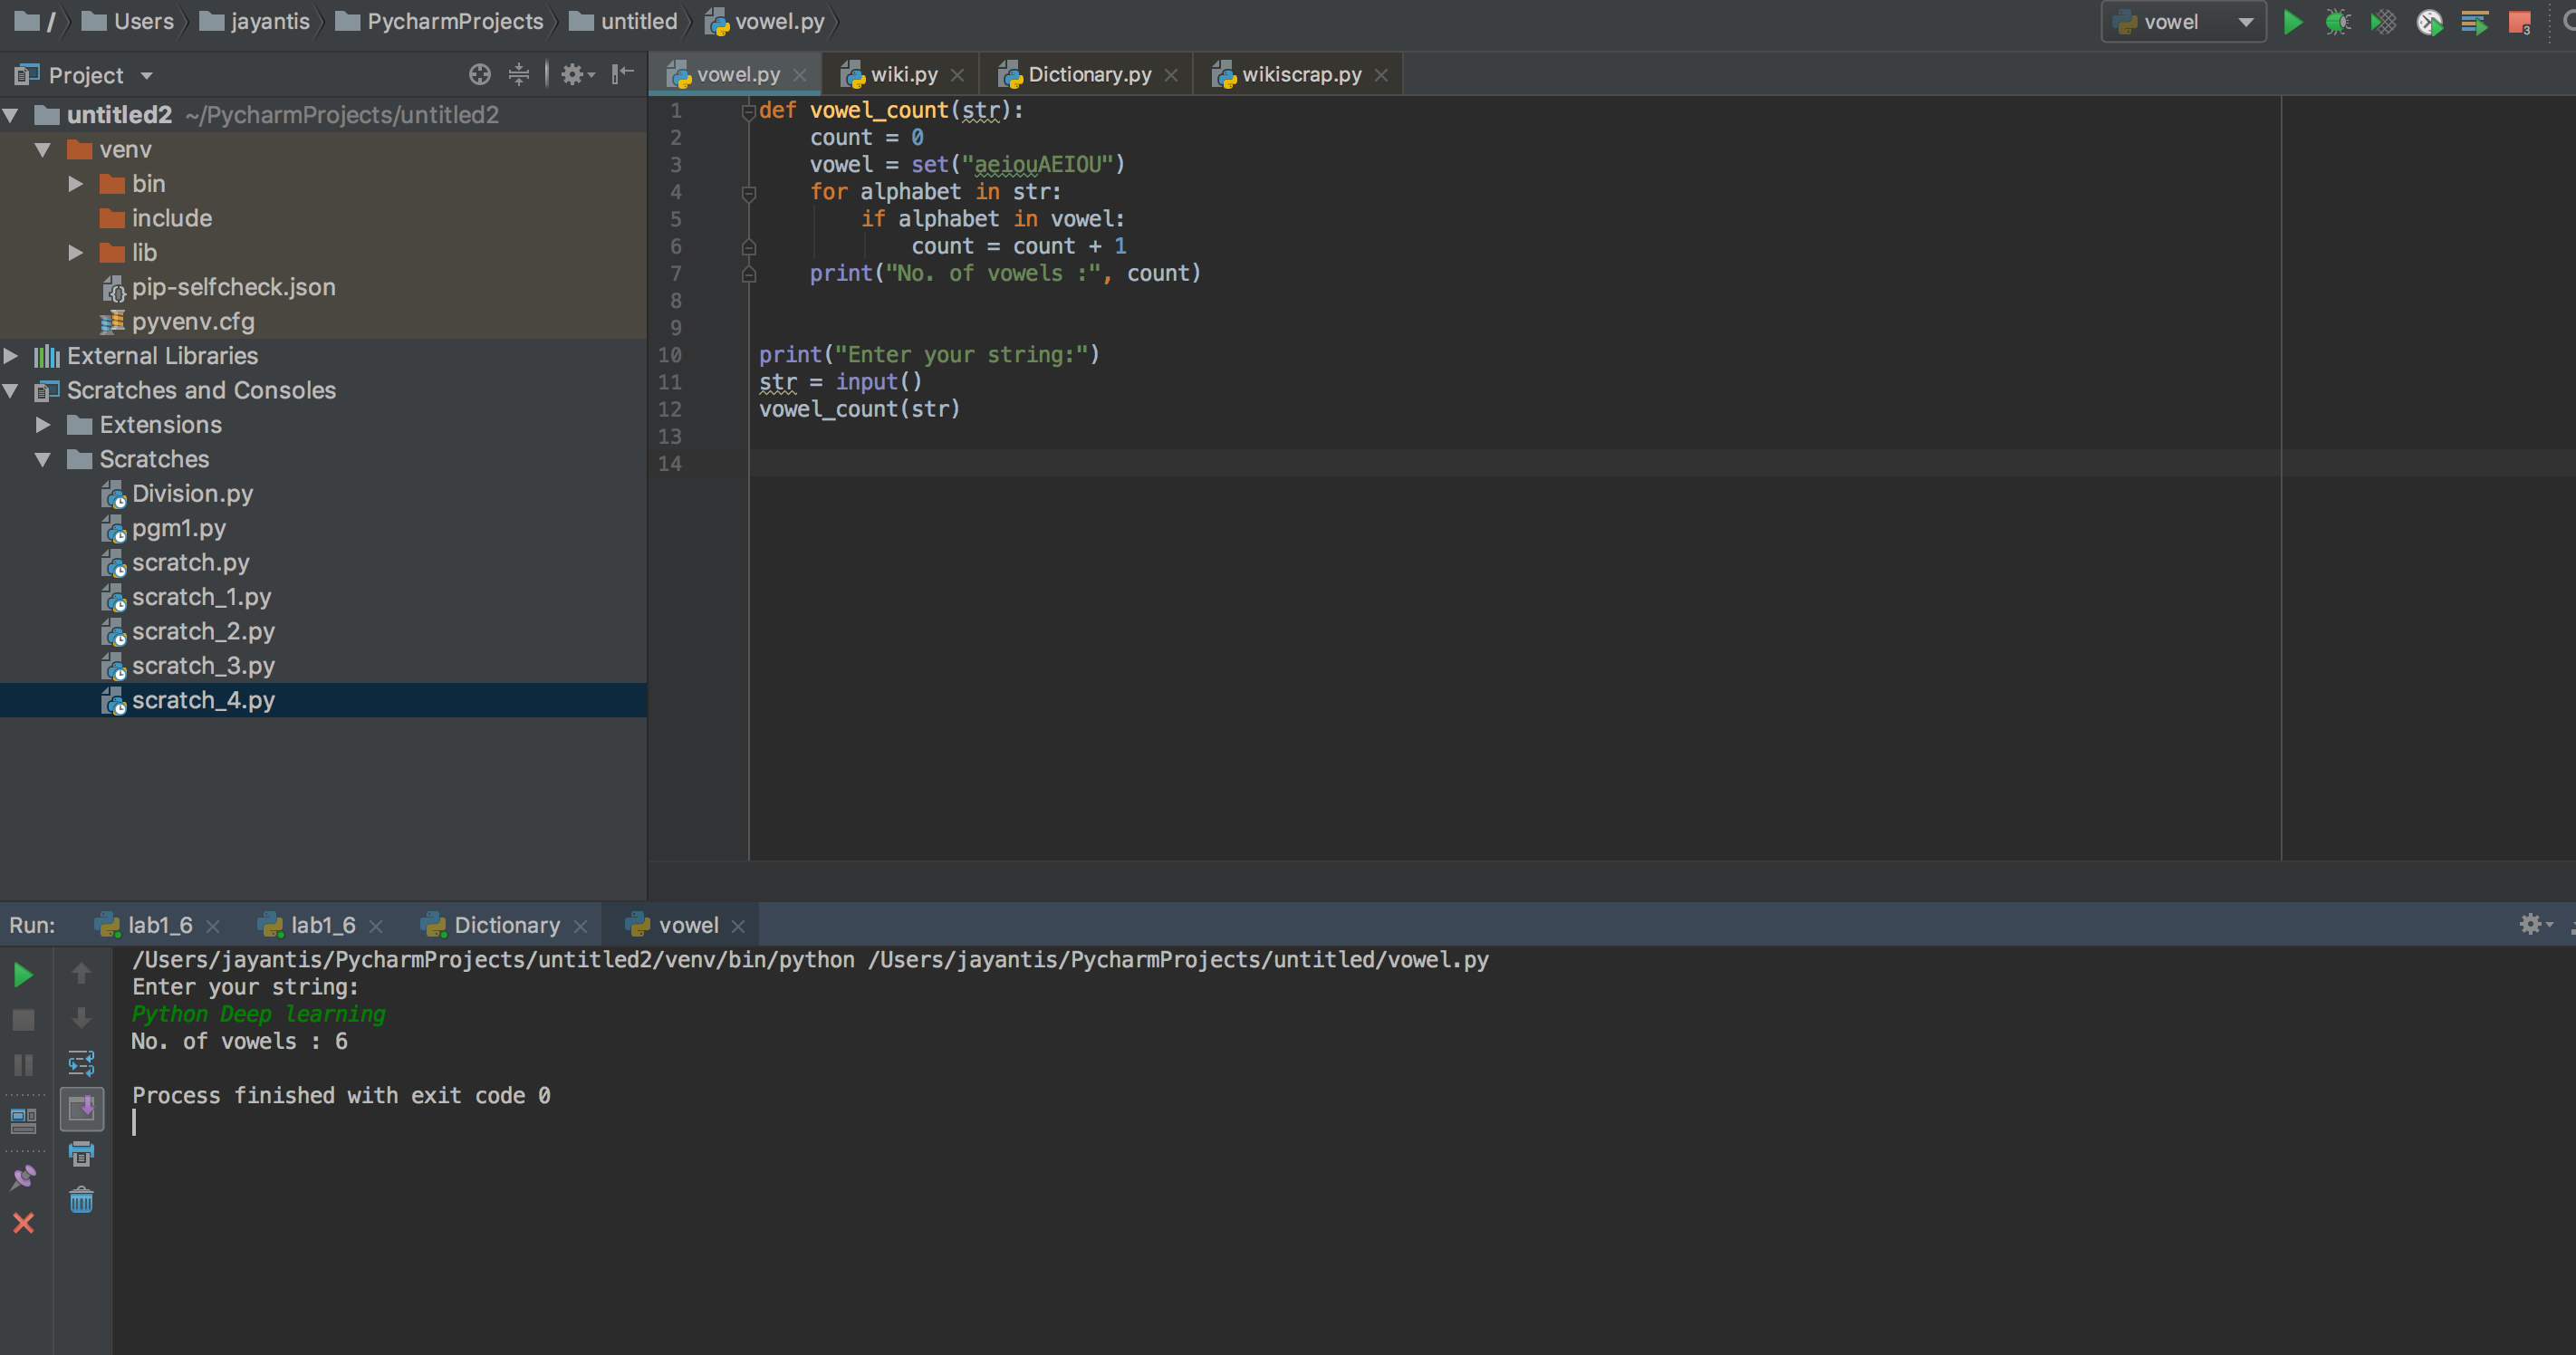 / Users jayantis PycharmProjects untitled vowel.py
vowel
3
Project
vowel.py wiki.py Dictionary.py wikiscrap.py
untitled2 ~/PycharmProjects/untitled2
venv
bin
include
lib
pip-selfcheck.json
pyvenv.cfg
External Libraries
Scratches and Consoles
Extensions
Scratches
Division.py
pgm1.py
scratch.py
scratch_1.py
scratch_2.py
scratch_3.py
scratch_4.py
1 def vowel_count(str):
2     count = 0
3     vowel = set("aeiouAEIOU")
4     for alphabet in str:
5         if alphabet in vowel:
6             count = count + 1
7     print("No. of vowels :", count)
8
9
10 print("Enter your string:")
11 str = input()
12 vowel_count(str)
13
14
Run: lab1_6 lab1_6 Dictionary vowel
/Users/jayantis/PycharmProjects/untitled2/venv/bin/python /Users/jayantis/PycharmProjects/untitled/vowel.py
Enter your string:
Python Deep learning
No. of vowels : 6
Process finished with exit code 0